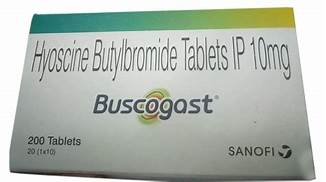 Hyoscine Butylbromide Tablets IP 10mg
Buscogast®
200 Tablets
20 (1x10)
SANOFI